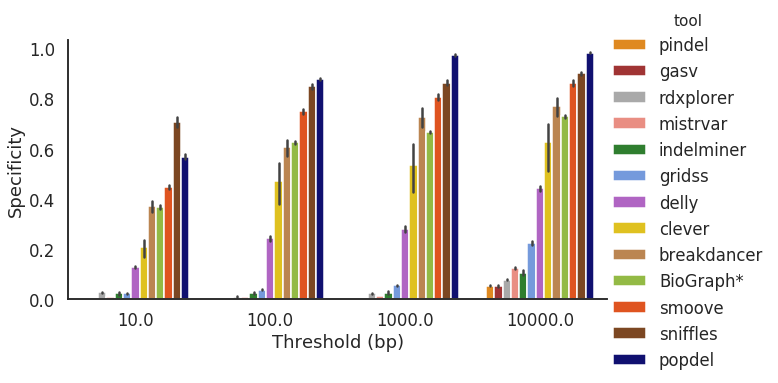 tool
pindel
gasv
rdxplorer
mistrvar
indelminer
gridss
delly
clever
breakdancer
BioGraph*
smoove
sniffles
popdel
Specificity
1.0
0.8
0.6
0.4
0.2
0.0
10.0 100.0 1000.0 10000.0
Threshold (bp)